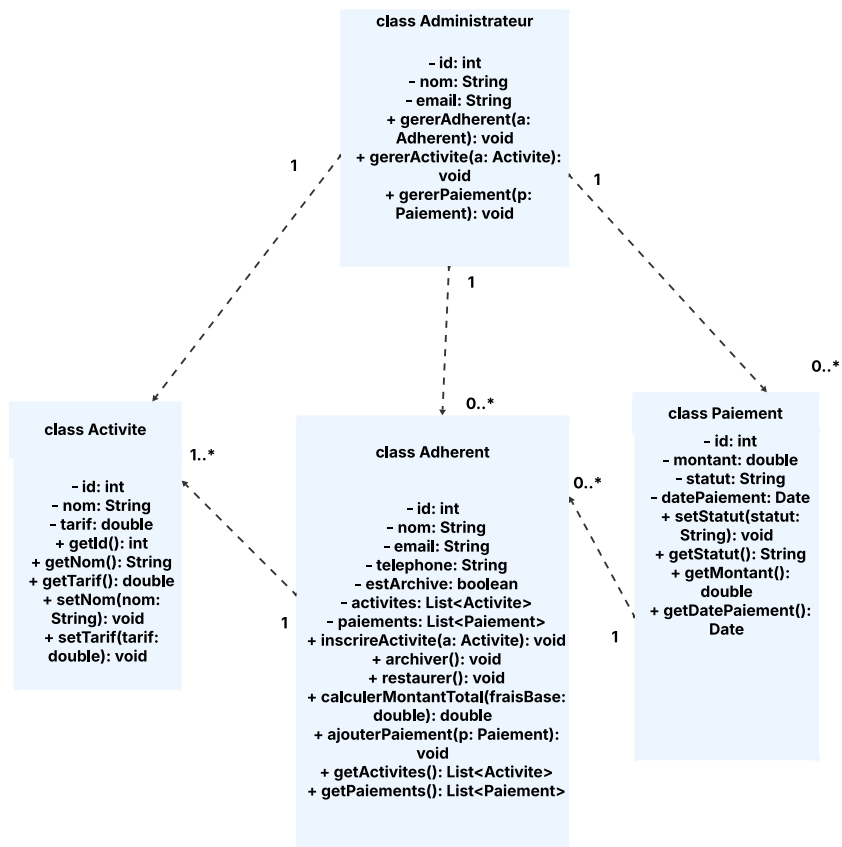 class Administrateur
- id: int
- nom: String
- email: String
+ gererAdherent(a:
Adherent): void
+ gererActivite(a: Activite):
void
+ gererPaiement(p:
Paiement): void
1
1
1
0..*
0..*
class Activite
1..*
- id: int
- nom: String
- tarif: double
+ getId(): int
+ getNom(): String
+ getTarif(): double
+ setNom(nom:
String): void
+ setTarif(tarif:
double): void
1
class Adherent
- id: int
- nom: String
- email: String
- telephone: String
- estArchive: boolean
- activites: List<Activite>
- paiements: List<Paiement>
+ inscrireActivite(a: Activite): void
+ archiver(): void
+ restaurer(): void
+ calculerMontantTotal(fraisBase:
double): double
+ ajouterPaiement(p: Paiement):
void
+ getActivites(): List<Activite>
+ getPaiements(): List<Paiement>
0..*
1
class Paiement
- id: int
- montant: double
- statut: String
- datePaiement: Date
+ setStatut(statut:
String): void
+ getStatut(): String
+ getMontant():
double
+ getDatePaiement():
Date